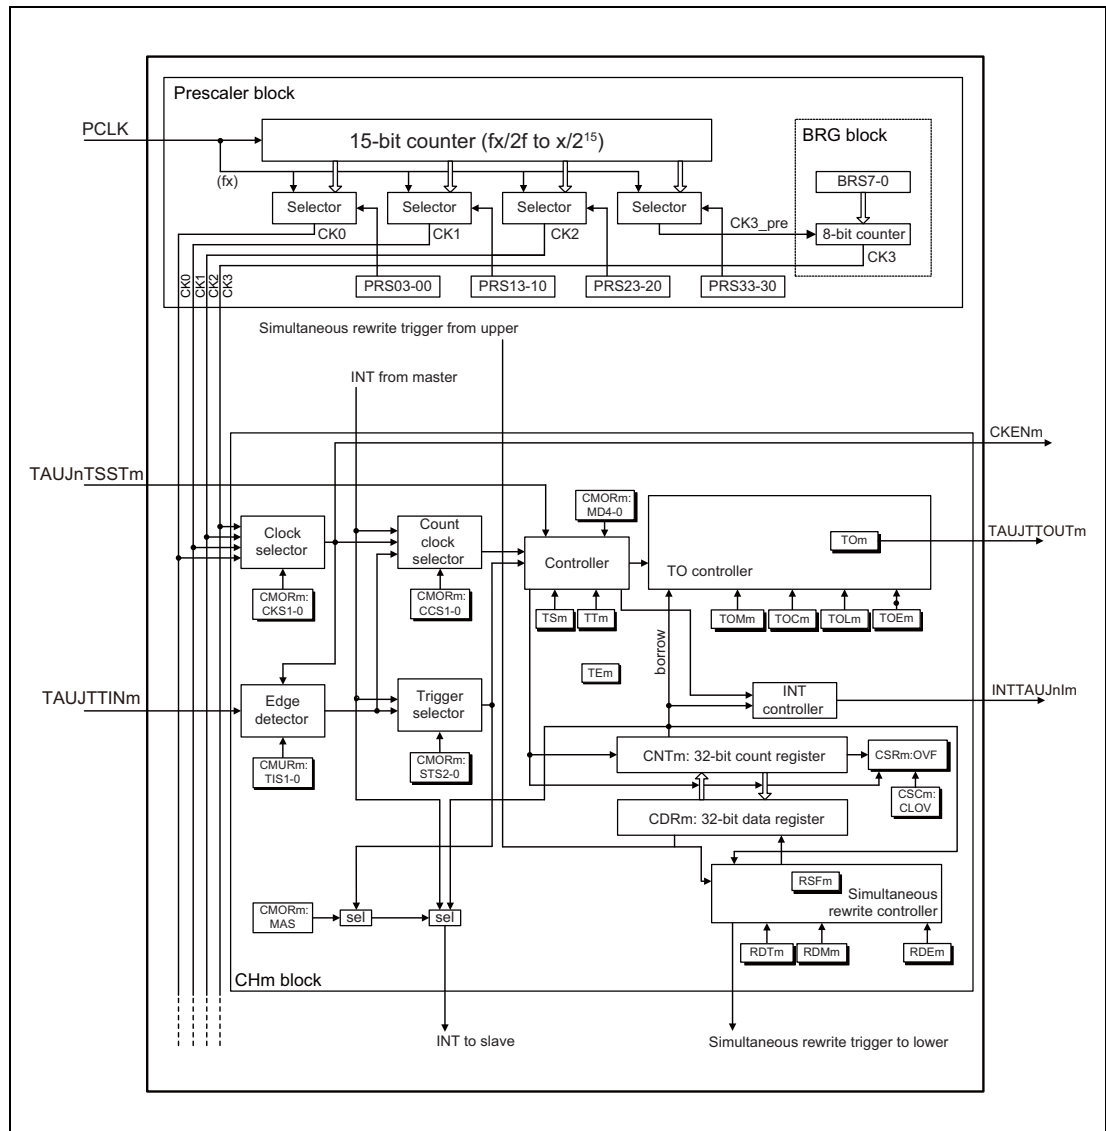 Prescaler block
PCLK
15-bit counter (fx/2f to x/2¹⁵)
BRG block
(fx)
BRS7-0
Selector
Selector
Selector
Selector
CK3_pre
8-bit counter
CK0
CK1
CK2
CK3
CK0
CK1
CK2
CK3
PRS03-00
PRS13-10
PRS23-20
PRS33-30
Simultaneous rewrite trigger from upper
INT from master
CKENm
TAUJnTSSTm
CMORm:
MD4-0
Clock
selector
Count
clock
selector
Controller
TOm
TO controller
TAUJTTOUTm
CMORm:
CKS1-0
CMORm:
CCS1-0
TSm
TTm
TOMm
TOCm
TOLm
TOEm
borrow
TEm
TAUJTTINm
Edge
detector
Trigger
selector
INT
controller
INTTAUJnIm
CMURm:
TIS1-0
CMORm:
STS2-0
CNTm: 32-bit count register
CSRm:OVF
CSCm:
CLOV
CDRm: 32-bit data register
RSFm
Simultaneous
rewrite controller
CMORm:
MAS
sel
sel
RDTm
RDMm
RDEm
CHm block
INT to slave
Simultaneous rewrite trigger to lower